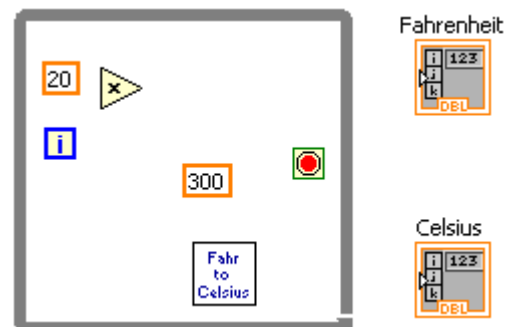 Fahrenheit
i 123
j
k
DBL
20
x
i
300
Fahr
to
Celsius
Celsius
i 123
j
k
DBL